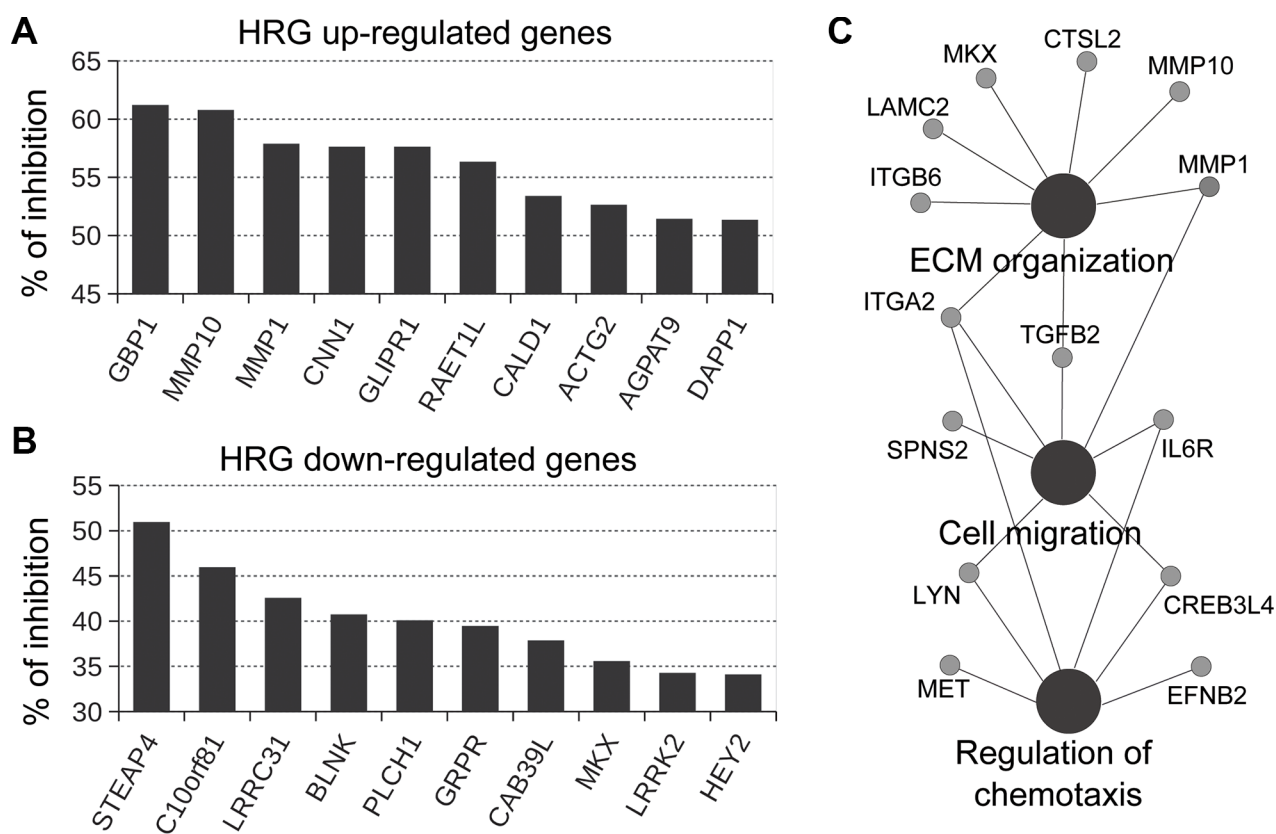 A
HRG up-regulated genes
% of inhibition
65
60
55
50
45
GBP1
MMP10
MMP1
CNN1
GLIPR1
RAET1L
CALD1
ACTG2
AGPAT9
DAPP1
B
HRG down-regulated genes
% of inhibition
55
50
45
40
35
30
STEAP4
C10orf81
LRRC31
BLNK
PLCH1
GRPR
CAB39L
MKX
LRRK2
HEY2
C
CTSL2
MKX
MMP10
LAMC2
MMP1
ITGB6
ECM organization
ITGA2
TGFB2
SPNS2
IL6R
Cell migration
LYN
CREB3L4
MET
EFNB2
Regulation of
chemotaxis